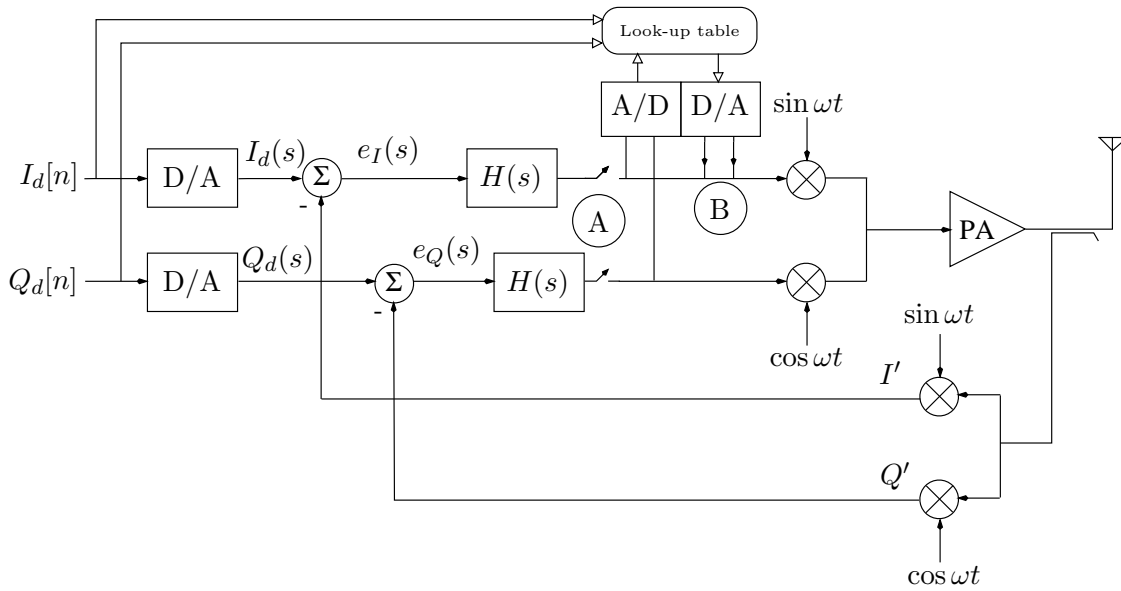 Look-up table
A/D
D/A
sin ωt
I_d[n]
D/A
I_d(s)
Σ
-
e_I(s)
H(s)
A
B
PA
Q_d[n]
D/A
Q_d(s)
Σ
-
e_Q(s)
H(s)
cos ωt
sin ωt
I′
Q′
cos ωt